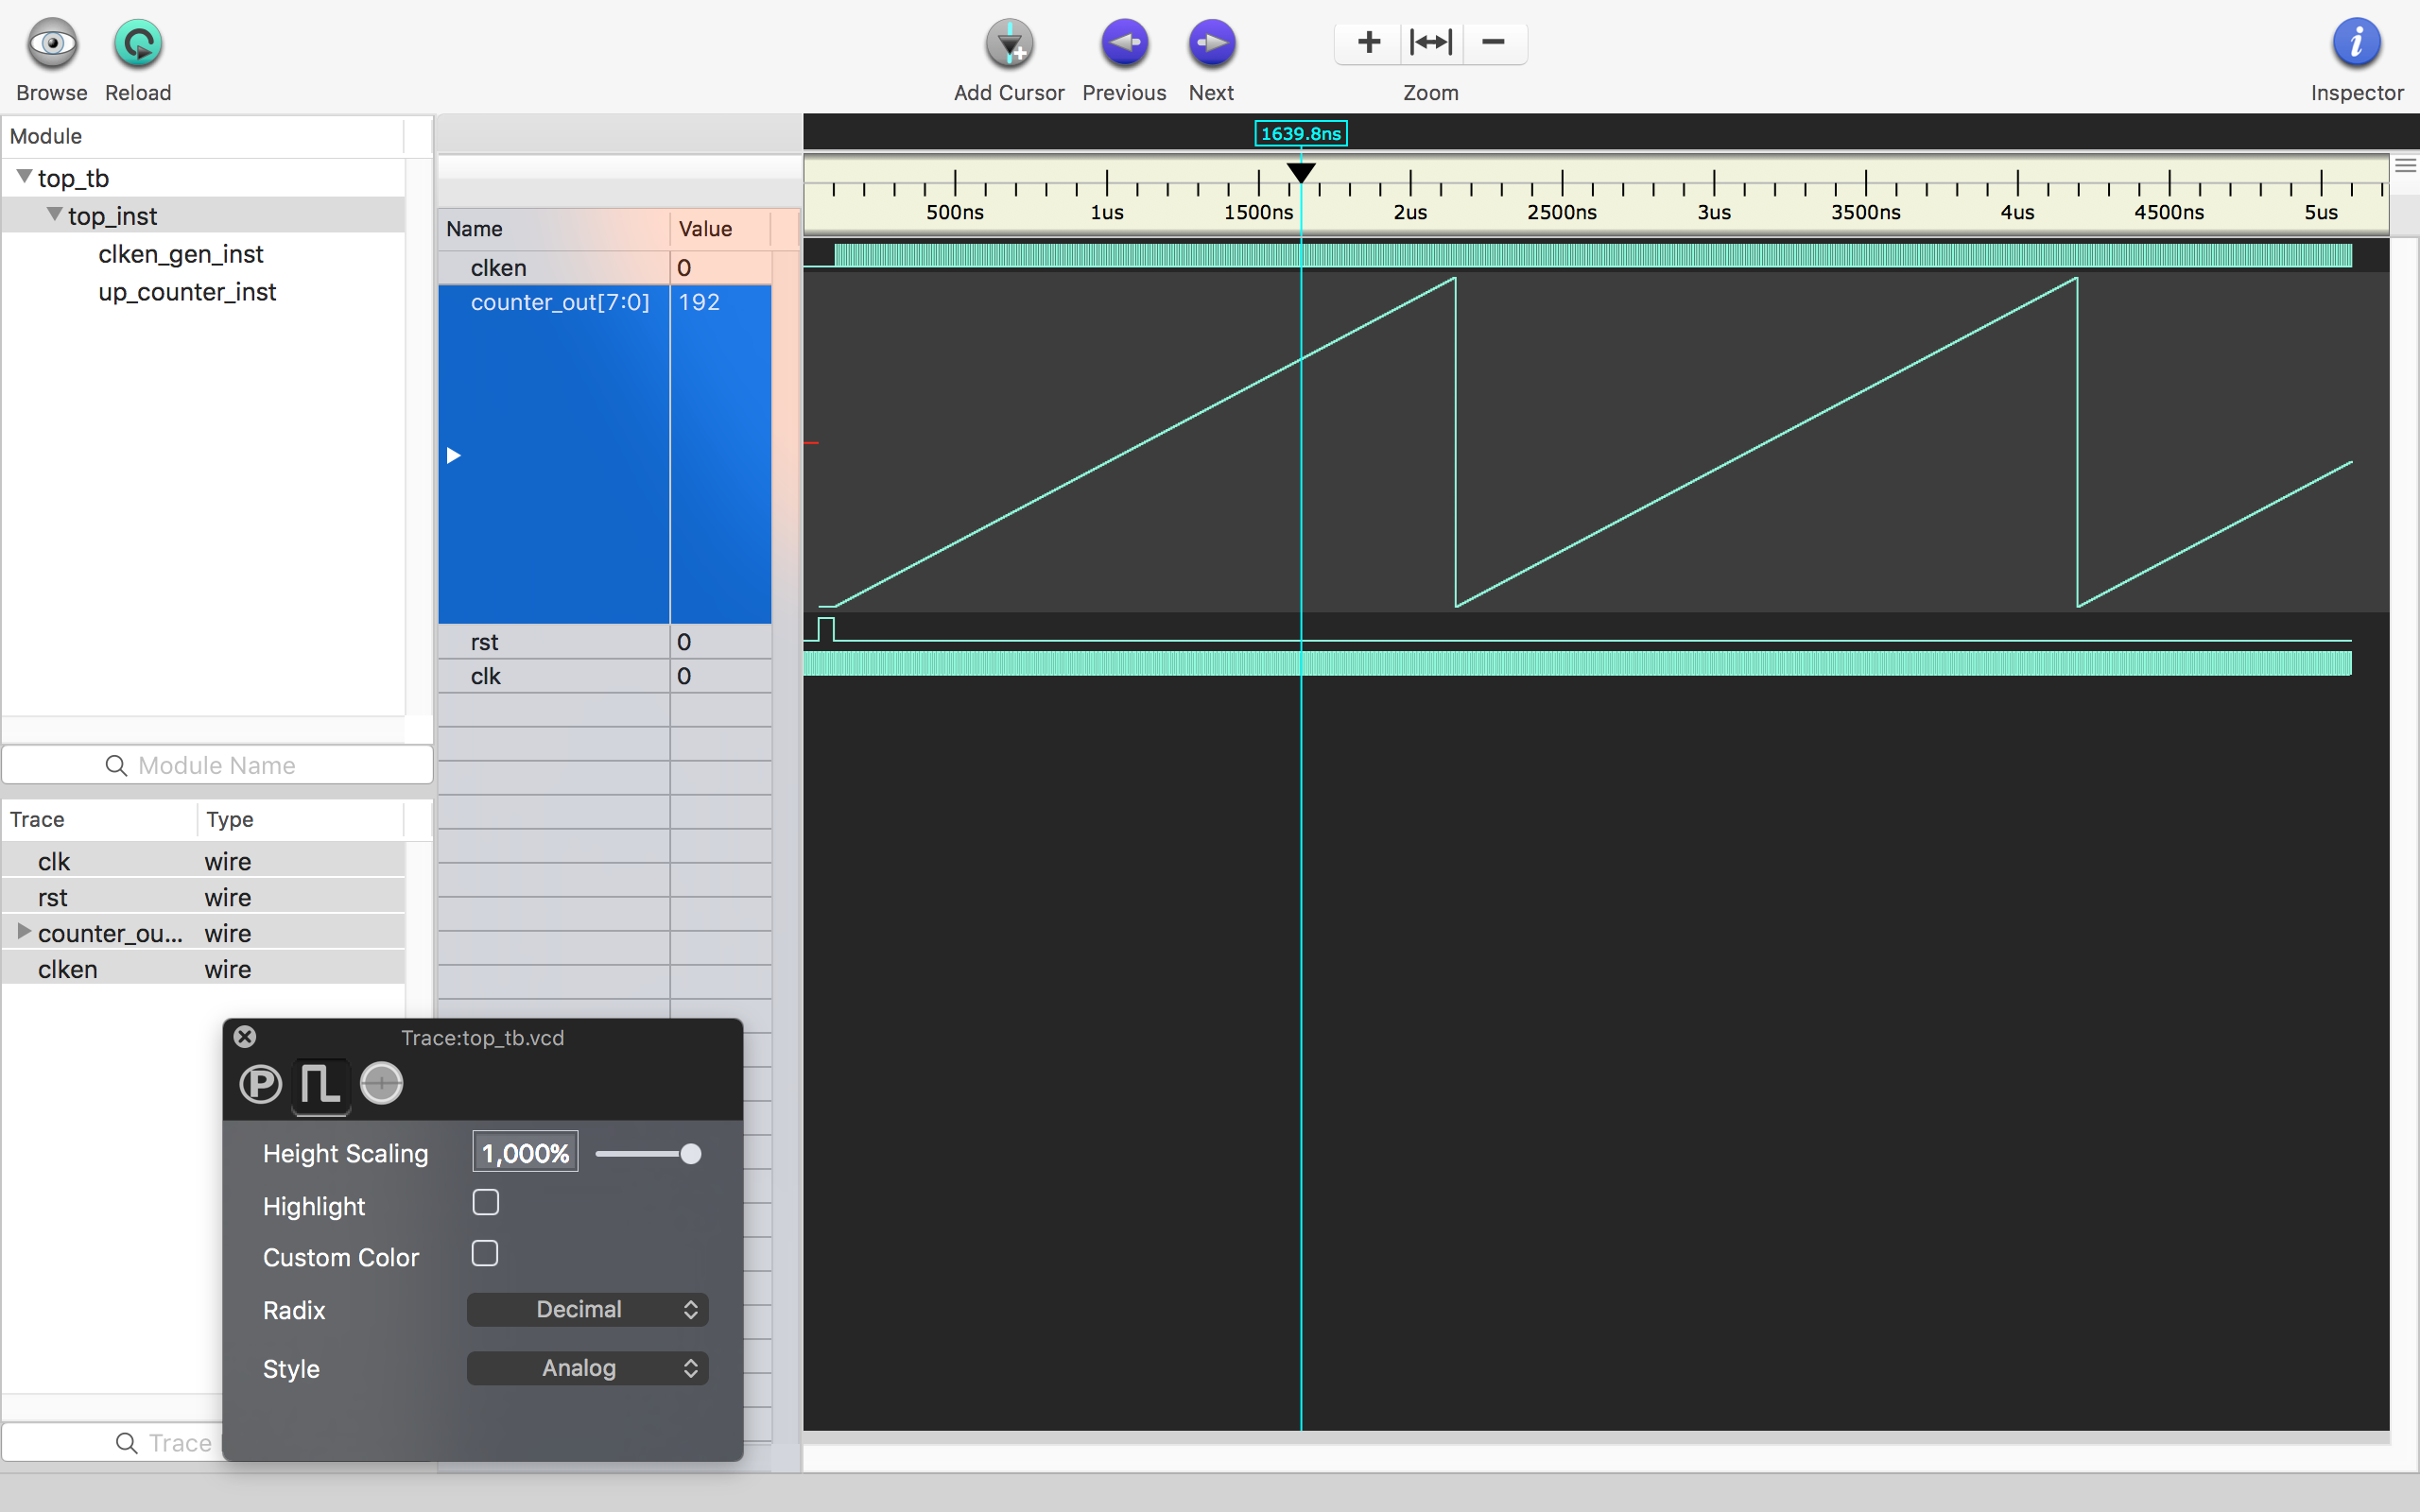 Browse
Reload
Add Cursor
Previous
Next
Zoom
Inspector
Module
top_tb
top_inst
clken_gen_inst
up_counter_inst
Module Name
Trace Type
clk wire
rst wire
counter_ou... wire
clken wire
Trace
Name Value
clken 0
counter_out[7:0] 192
rst 0
clk 0
1639.8ns
500ns 1us 1500ns 2us 2500ns 3us 3500ns 4us 4500ns 5us
Trace:top_tb.vcd
P
Height Scaling 1,000%
Highlight
Custom Color
Radix Decimal
Style Analog